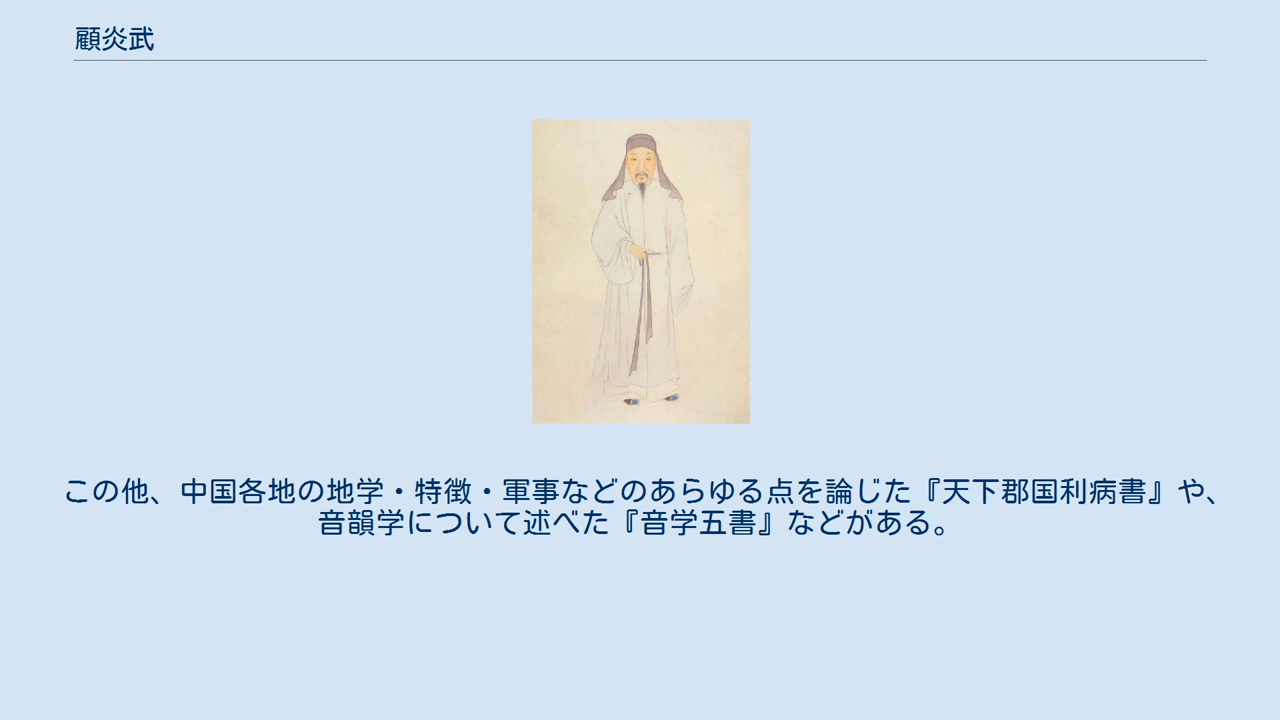 顧炎武
この他、中国各地の地学・特徴・軍事などのあらゆる点を論じた『天下郡国利病書』や、
音韻学について述べた『音学五書』などがある。